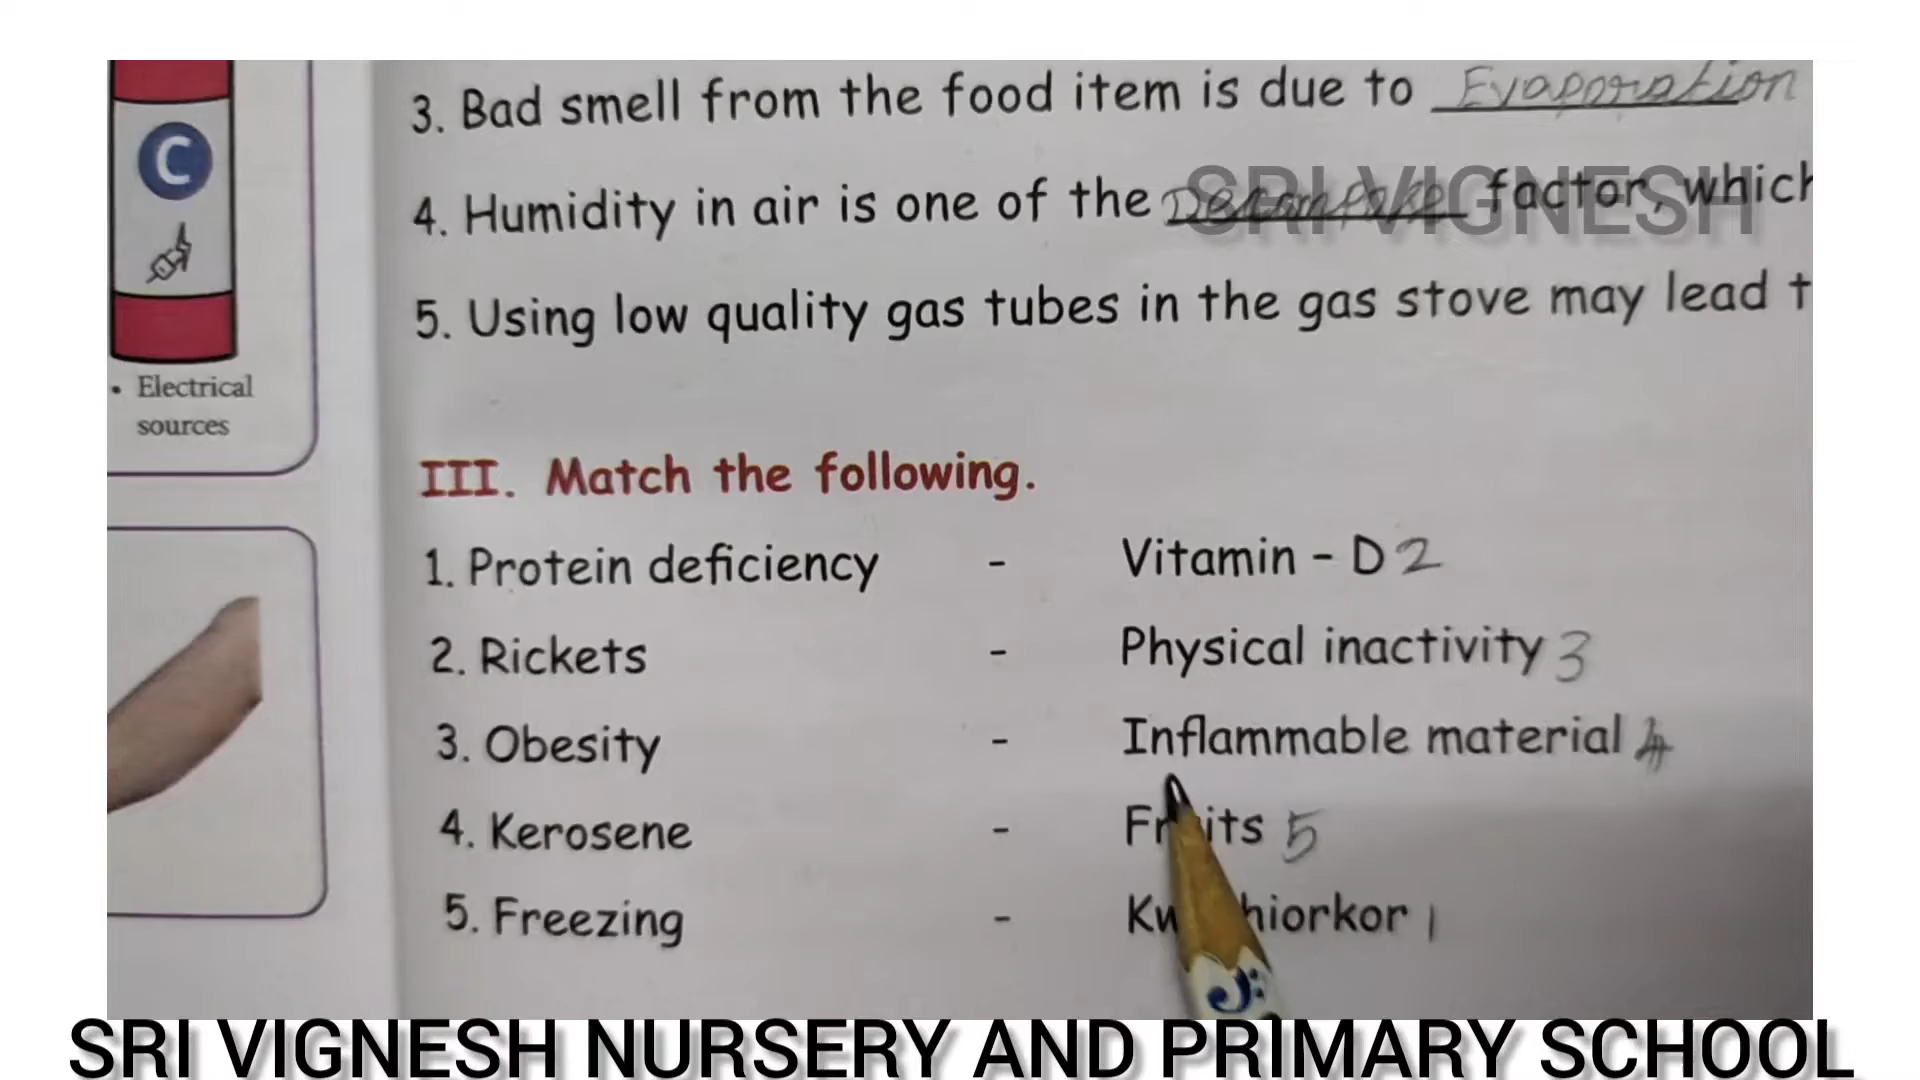 C
• Electrical
sources
3. Bad smell from the food item is due to Evaporation
4. Humidity in air is one of the factor, which
SRI VIGNESH
5. Using low quality gas tubes in the gas stove may lead t
III. Match the following.
1. Protein deficiency - Vitamin - D 2
2. Rickets - Physical inactivity 3
3. Obesity - Inflammable material 4
4. Kerosene - Fruits 5
5. Freezing - Kwashiorkor 1
SRI VIGNESH NURSERY AND PRIMARY SCHOOL